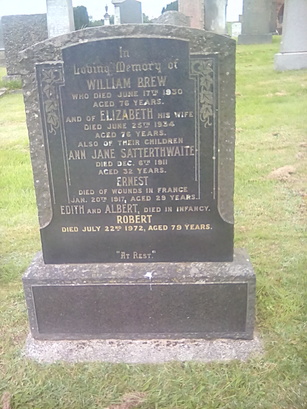 In
Loving Memory of
WILLIAM BREW
WHO DIED JUNE 17TH 1930
AGED 76 YEARS.
AND OF ELIZABETH HIS WIFE
DIED JUNE 25TH 1934
AGED 76 YEARS.
ALSO OF THEIR CHILDREN
ANN JANE SATTERTHWAITE
DIED DEC. 6TH 1911
AGED 32 YEARS.
ERNEST
DIED OF WOUNDS IN FRANCE
JAN. 20TH 1917, AGED 29 YEARS.
EDITH AND ALBERT, DIED IN INFANCY.
ROBERT
DIED JULY 22ND 1972, AGED 79 YEARS.
"AT REST."